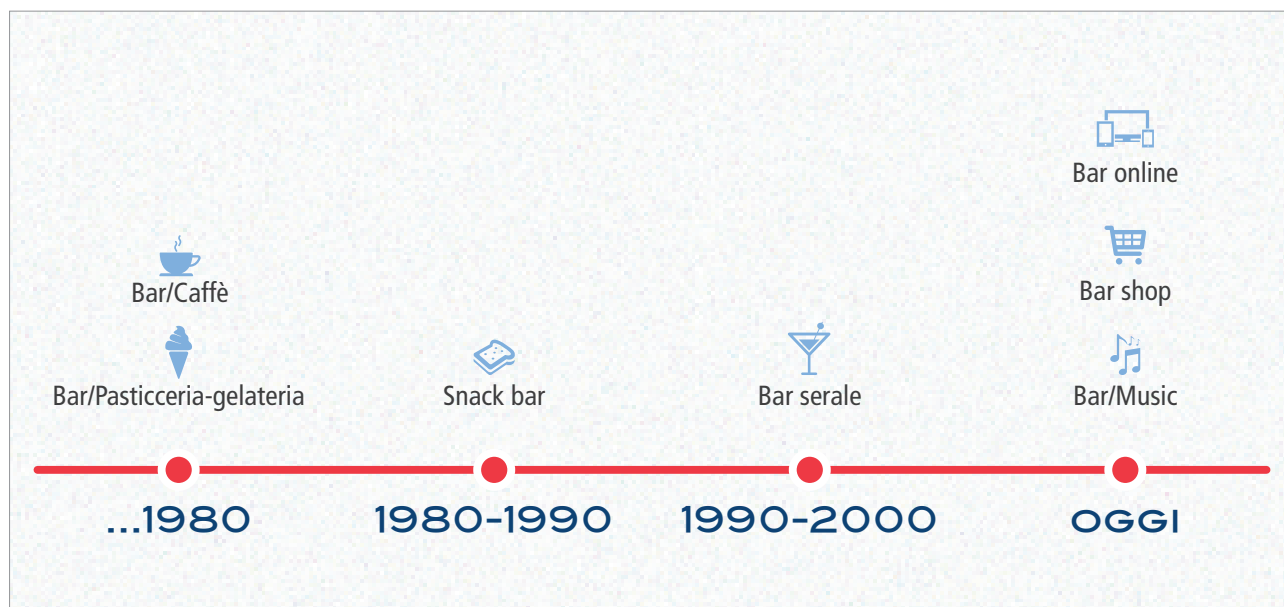 Bar online
Bar/Caffè
Bar shop
Bar/Pasticceria-gelateria
Snack bar
Bar serale
Bar/Music
...1980
1980-1990
1990-2000
OGGI